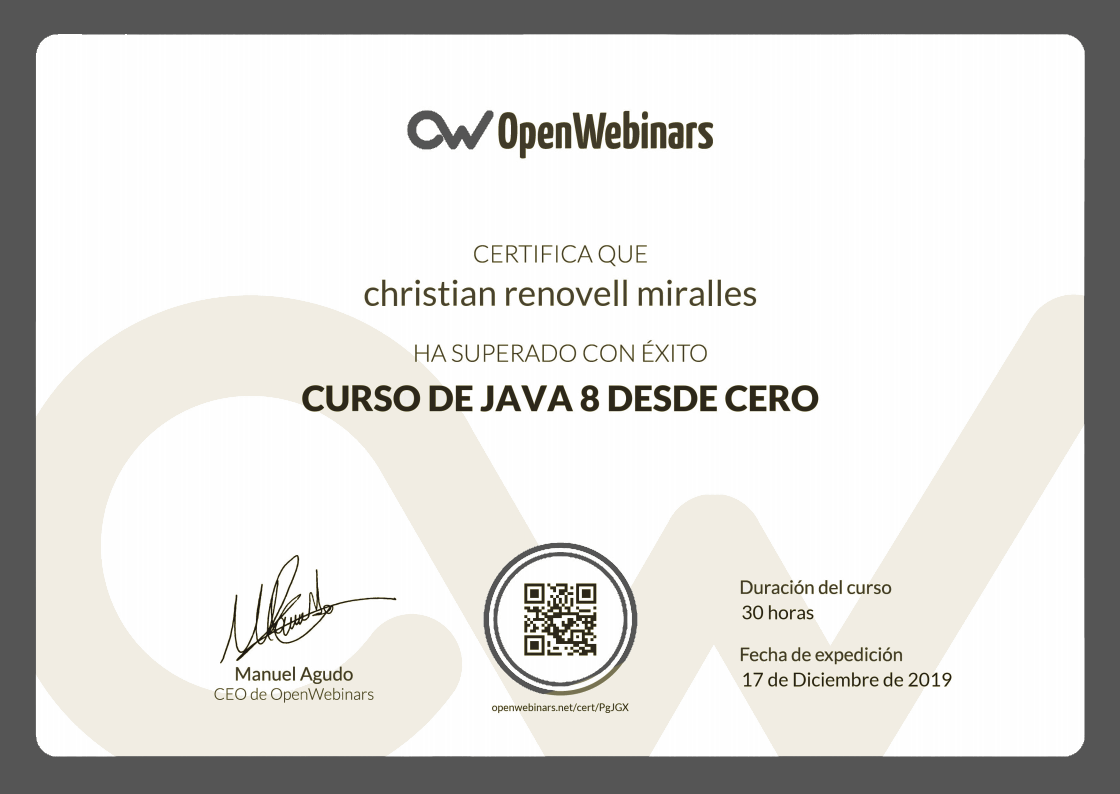 OpenWebinars
CERTIFICA QUE
christian renovell miralles
HA SUPERADO CON ÉXITO
CURSO DE JAVA 8 DESDE CERO
Manuel Agudo
CEO de OpenWebinars
openwebinars.net/cert/PgJGX
Duración del curso
30 horas
Fecha de expedición
17 de Diciembre de 2019